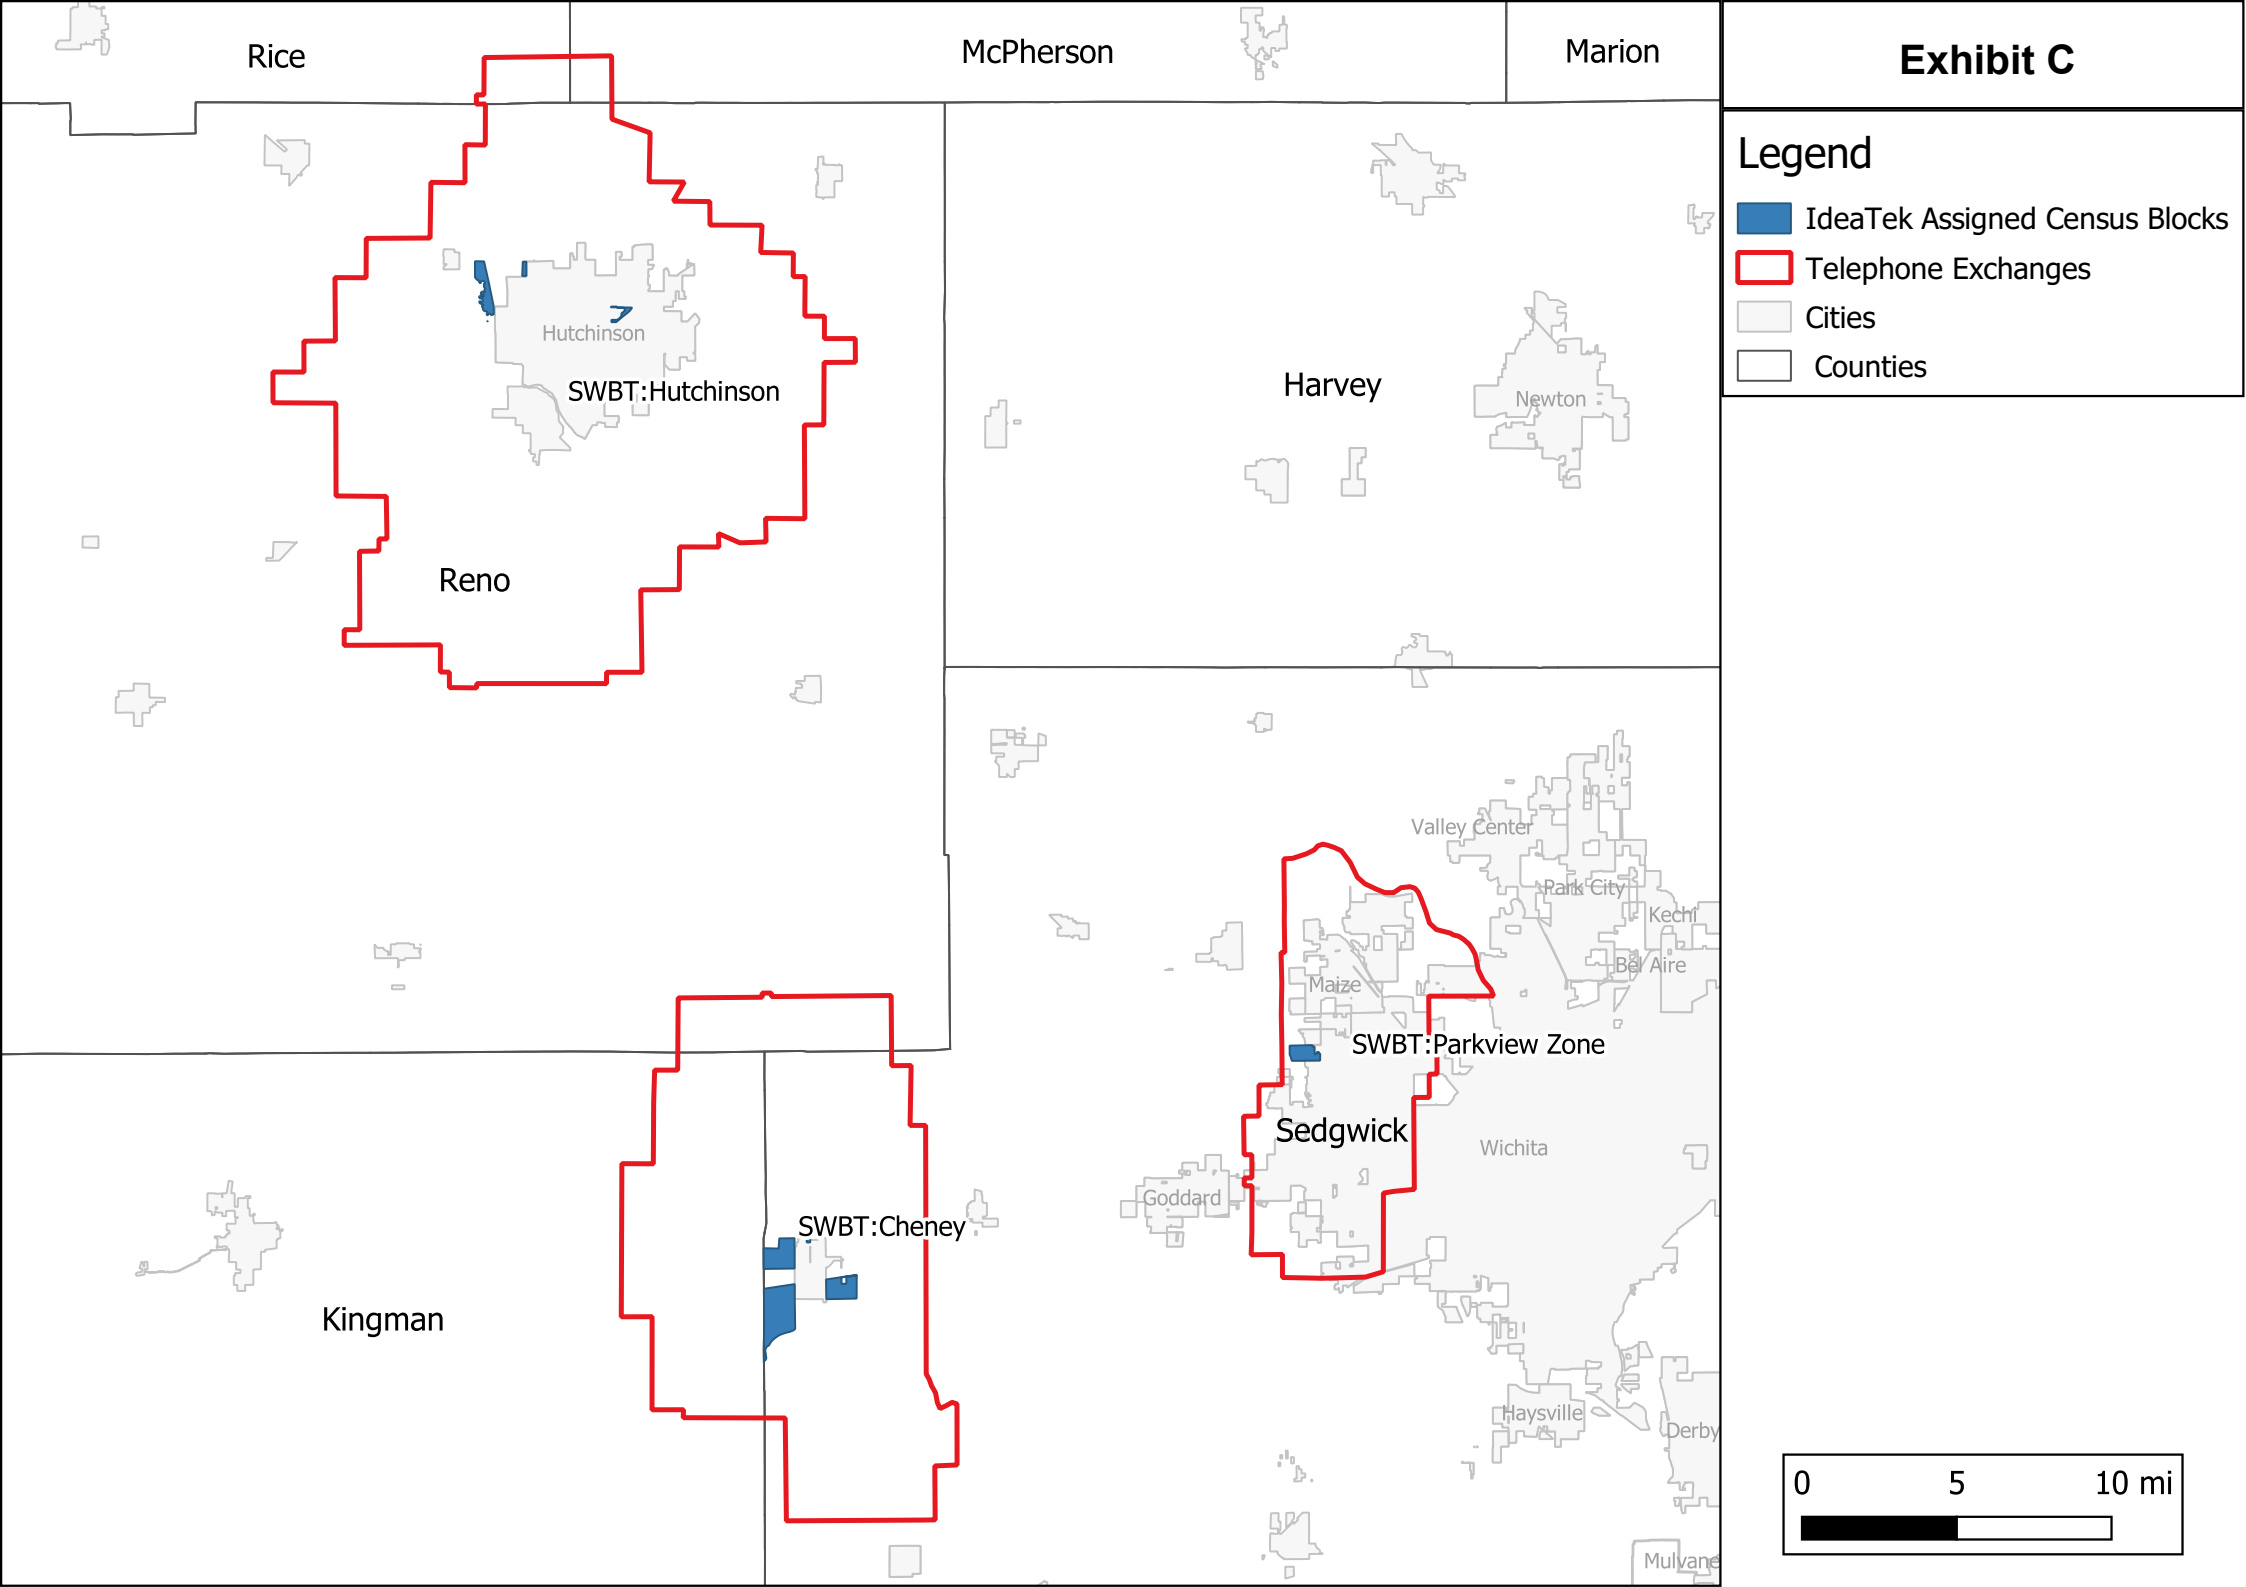 Rice
McPherson
Marion
Exhibit C
Legend
IdeaTek Assigned Census Blocks
Telephone Exchanges
Cities
Counties
Hutchinson
SWBT:Hutchinson
Harvey
Newton
Reno
Valley Center
Park City
Kechi
Bel Aire
Maize
SWBT:Parkview Zone
Sedgwick
Wichita
Goddard
SWBT:Cheney
Kingman
Haysville
Derby
Mulvane
0 5 10 mi